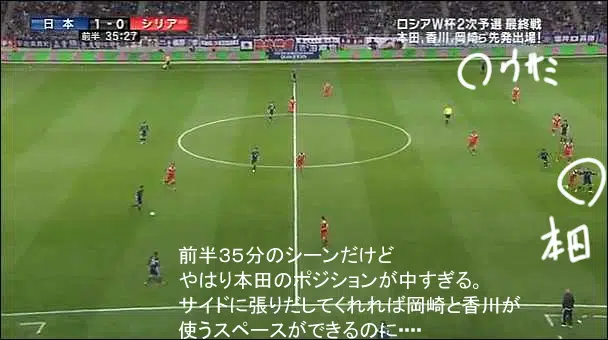 日本 1-0 シリア
前半 35:27
ロシアW杯2次予選 最終戦
本田、香川、岡崎ら先発出場!
うさみ
本田
前半35分のシーンだけど
やはり本田のポジションが中すぎる。
サイドに張りだしてくれれば岡崎と香川が
使うスペースができるのに・・・・